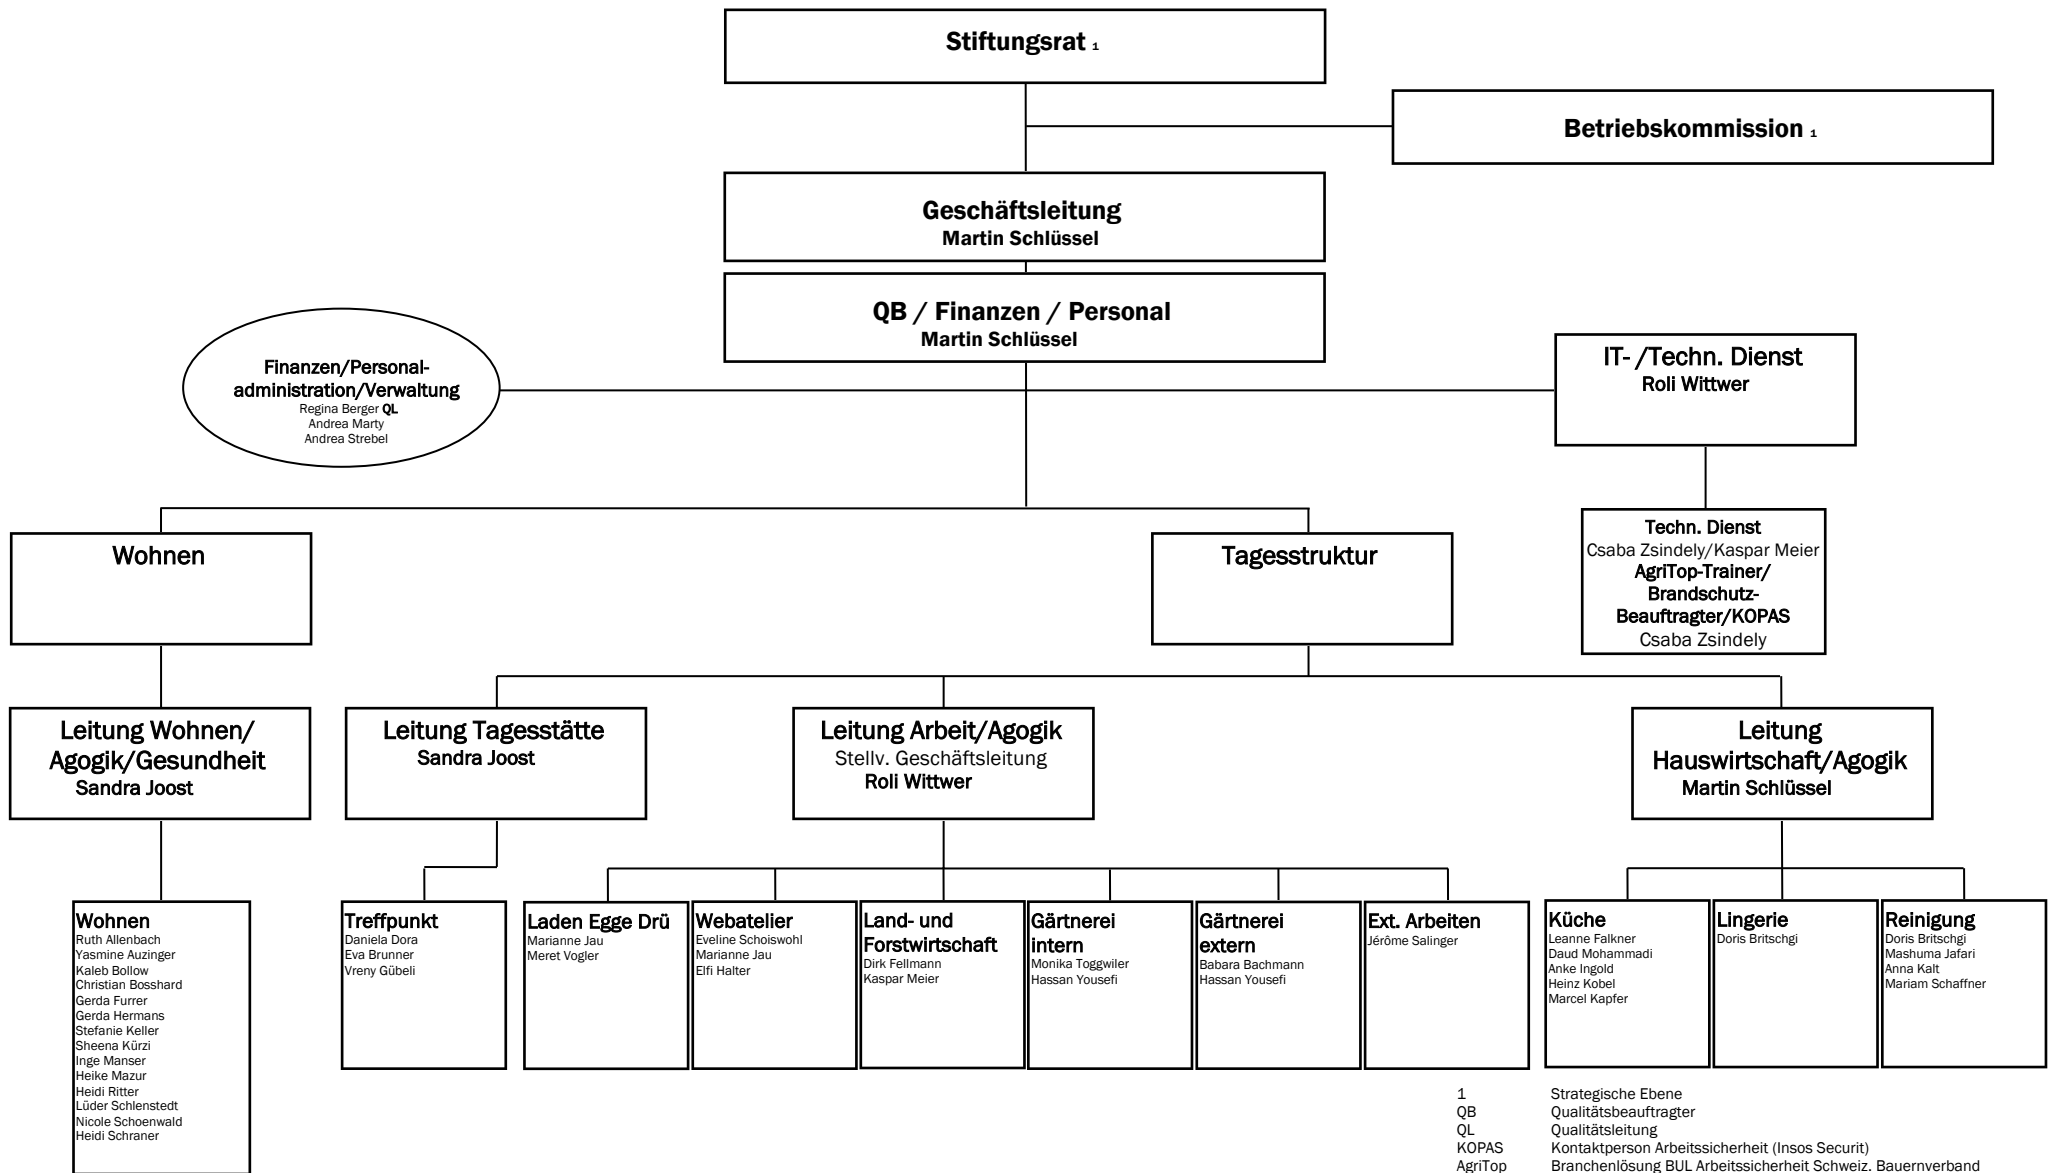 Stiftungsrat 1
Betriebskommission 1
Geschäftsleitung
Martin Schlüssel
QB / Finanzen / Personal
Martin Schlüssel
Finanzen/Personal-
administration/Verwaltung
Regina Berger QL
Andrea Marty
Andrea Strebel
IT- /Techn. Dienst
Roli Wittwer
Techn. Dienst
Csaba Zsindely/Kaspar Meier
AgriTop-Trainer/
Brandschutz-
Beauftragter/KOPAS
Csaba Zsindely
Wohnen
Tagesstruktur
Leitung Wohnen/
Agogik/Gesundheit
Sandra Joost
Leitung Tagesstätte
Sandra Joost
Leitung Arbeit/Agogik
Stellv. Geschäftsleitung
Roli Wittwer
Leitung
Hauswirtschaft/Agogik
Martin Schlüssel
Wohnen
Ruth Allenbach
Yasmine Auzinger
Kaleb Bollow
Christian Bosshard
Gerda Furrer
Gerda Hermans
Stefanie Keller
Sheena Kürzi
Inge Manser
Heike Mazur
Heidi Ritter
Lüder Schlenstedt
Nicole Schoenwald
Heidi Schraner
Treffpunkt
Daniela Dora
Eva Brunner
Vreny Gübeli
Laden Egge Drü
Marianne Jau
Meret Vogler
Webatelier
Eveline Schoiswohl
Marianne Jau
Elfi Halter
Land- und
Forstwirtschaft
Dirk Fellmann
Kaspar Meier
Gärtnerei
intern
Monika Toggwiler
Hassan Yousefi
Gärtnerei
extern
Babara Bachmann
Hassan Yousefi
Ext. Arbeiten
Jérôme Salinger
Küche
Leanne Falkner
Daud Mohammadi
Anke Ingold
Heinz Kobel
Marcel Kapfer
Lingerie
Doris Britschgi
Reinigung
Doris Britschgi
Mashuma Jafari
Anna Kalt
Mariam Schaffner
1 Strategische Ebene
QB Qualitätsbeauftragter
QL Qualitätsleitung
KOPAS Kontaktperson Arbeitssicherheit (Insos Securit)
AgriTop Branchenlösung BUL Arbeitssicherheit Schweiz. Bauernverband